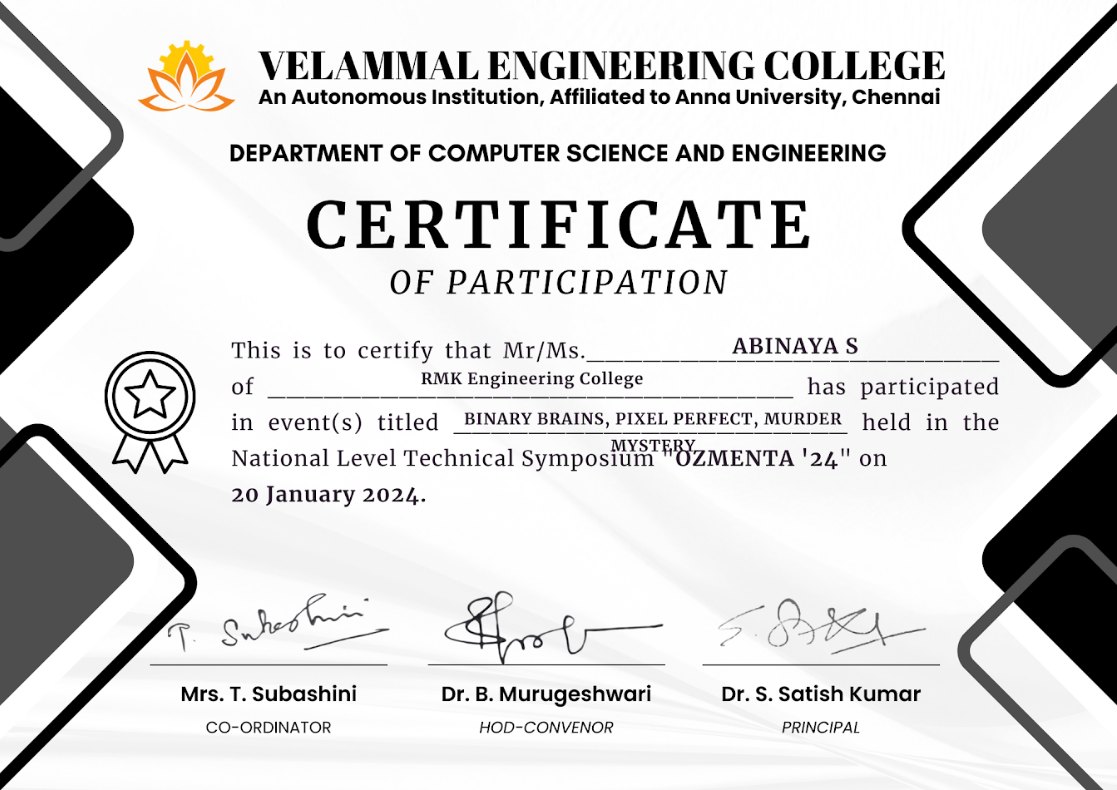 VELAMMAL ENGINEERING COLLEGE
An Autonomous Institution, Affiliated to Anna University, Chennai
DEPARTMENT OF COMPUTER SCIENCE AND ENGINEERING
CERTIFICATE
OF PARTICIPATION
This is to certify that Mr/Ms. ABINAYA S
of RMK Engineering College has participated
in event(s) titled BINARY BRAINS, PIXEL PERFECT, MURDER held in the
MYSTERY
National Level Technical Symposium "OZMENTA '24" on
20 January 2024.
T. Subashini
Mrs. T. Subashini Dr. B. Murugeshwari Dr. S. Satish Kumar
CO-ORDINATOR HOD-CONVENOR PRINCIPAL